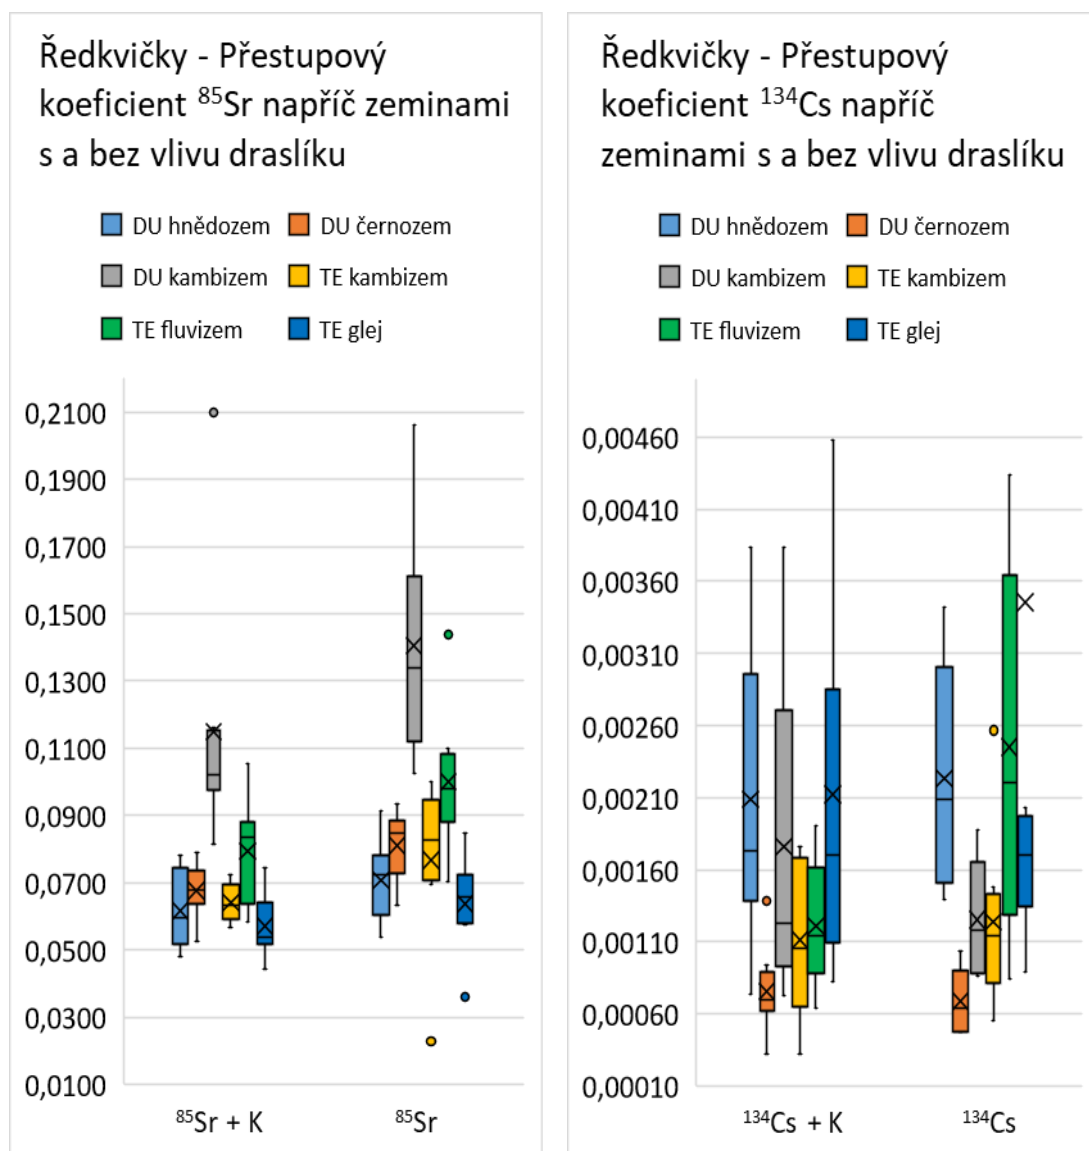 Ředkvičky - Přestupový
koeficient ⁸⁵Sr napříč zeminami
s a bez vlivu draslíku
DU hnědozem
DU černozem
DU kambizem
TE kambizem
TE fluvizem
TE glej
0,2100
0,1900
0,1700
0,1500
0,1300
0,1100
0,0900
0,0700
0,0500
0,0300
0,0100
⁸⁵Sr + K
⁸⁵Sr
Ředkvičky - Přestupový
koeficient ¹³⁴Cs napříč
zeminami s a bez vlivu draslíku
DU hnědozem
DU černozem
DU kambizem
TE kambizem
TE fluvizem
TE glej
0,00460
0,00410
0,00360
0,00310
0,00260
0,00210
0,00160
0,00110
0,00060
0,00010
¹³⁴Cs + K
¹³⁴Cs